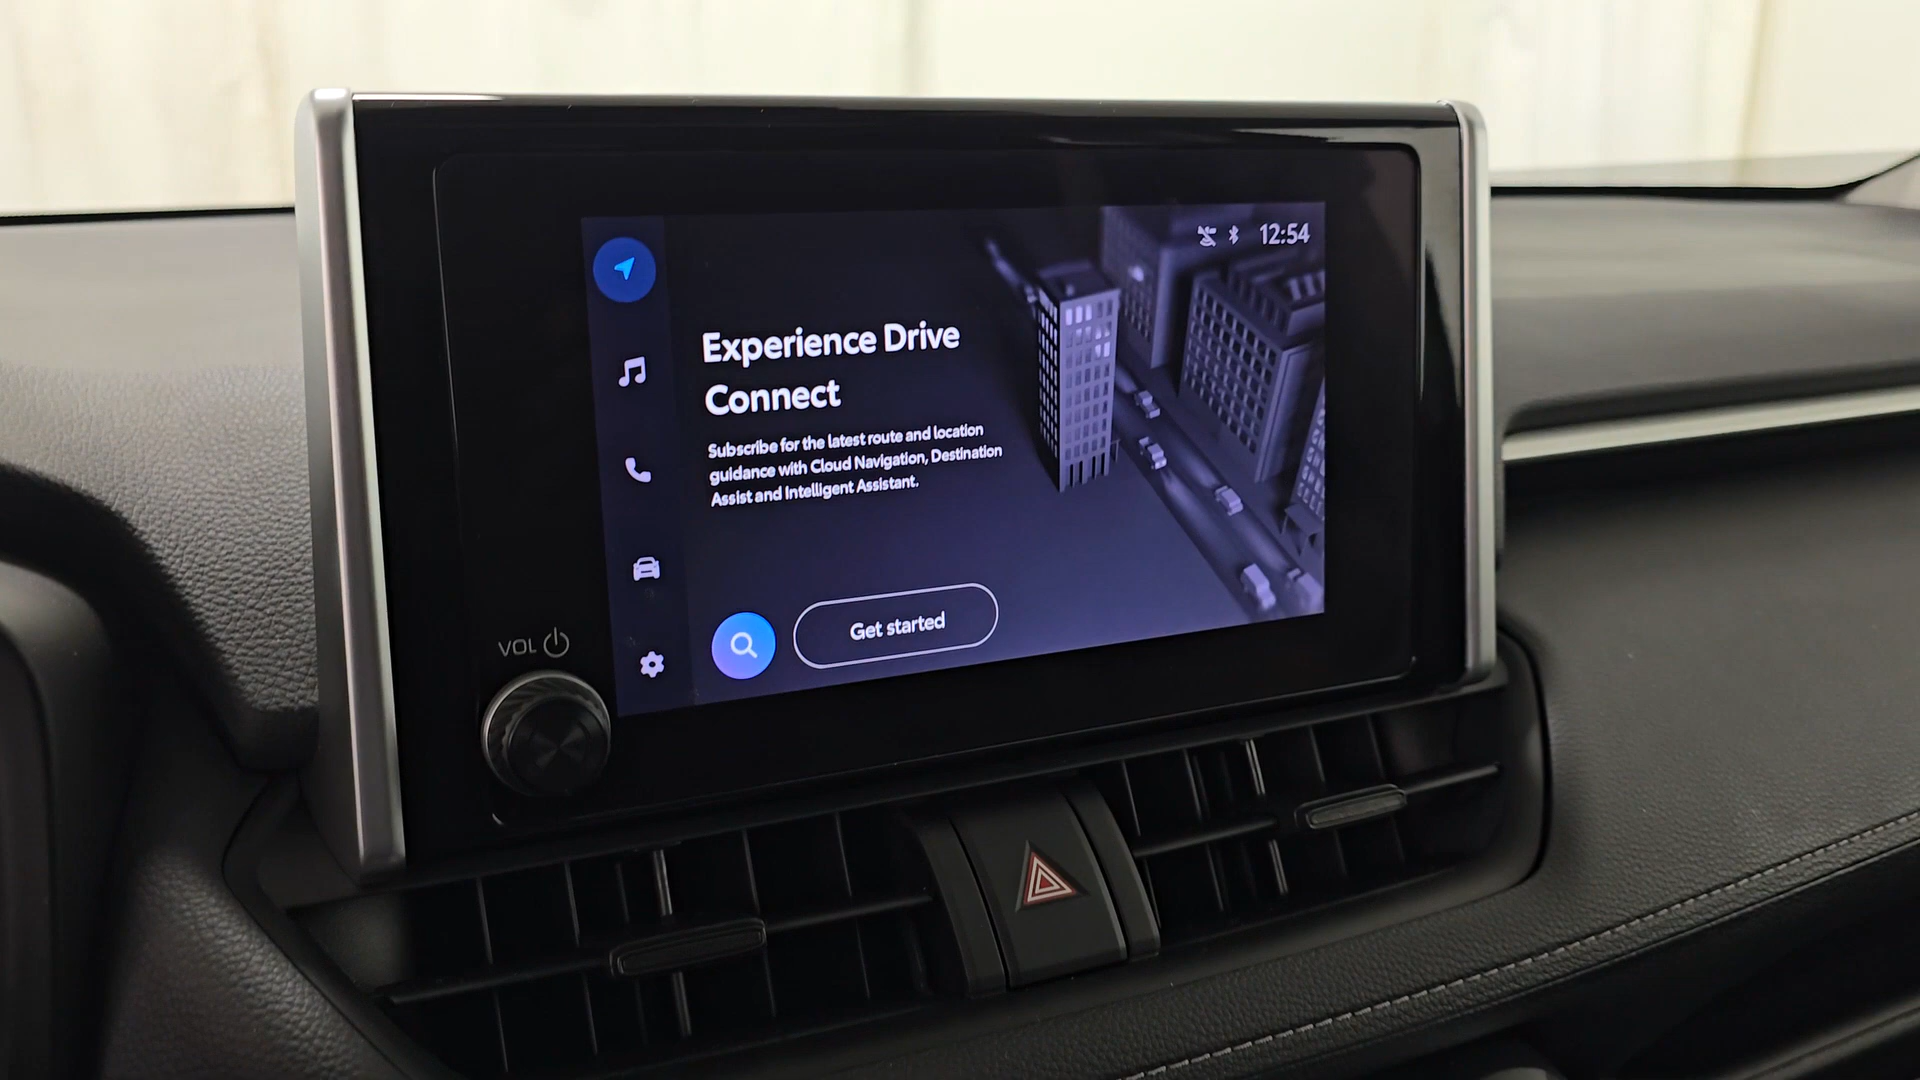 12:54
Experience Drive
Connect
Subscribe for the latest route and location
guidance with Cloud Navigation, Destination
Assist and Intelligent Assistant.
Get started
VOL